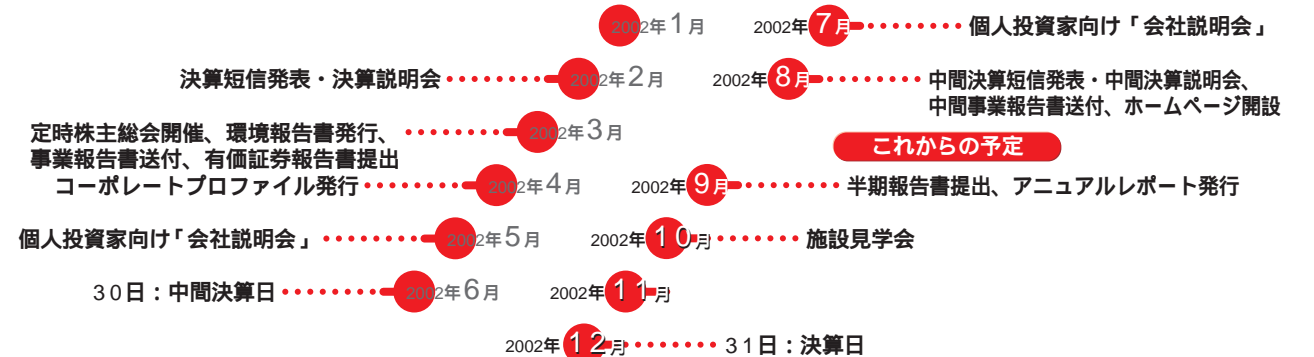 2002年1月
決算短信発表・決算説明会 2002年2月
定時株主総会開催、環境報告書発行、
事業報告書送付、有価証券報告書提出
2002年3月
コーポレートプロファイル発行 2002年4月
個人投資家向け「会社説明会」 2002年5月
30日：中間決算日 2002年6月
2002年7月 個人投資家向け「会社説明会」
2002年8月 中間決算短信発表・中間決算説明会、
中間事業報告書送付、ホームページ開設
これからの予定
2002年9月 半期報告書提出、アニュアルレポート発行
2002年10月 施設見学会
2002年11月
2002年12月 31日：決算日